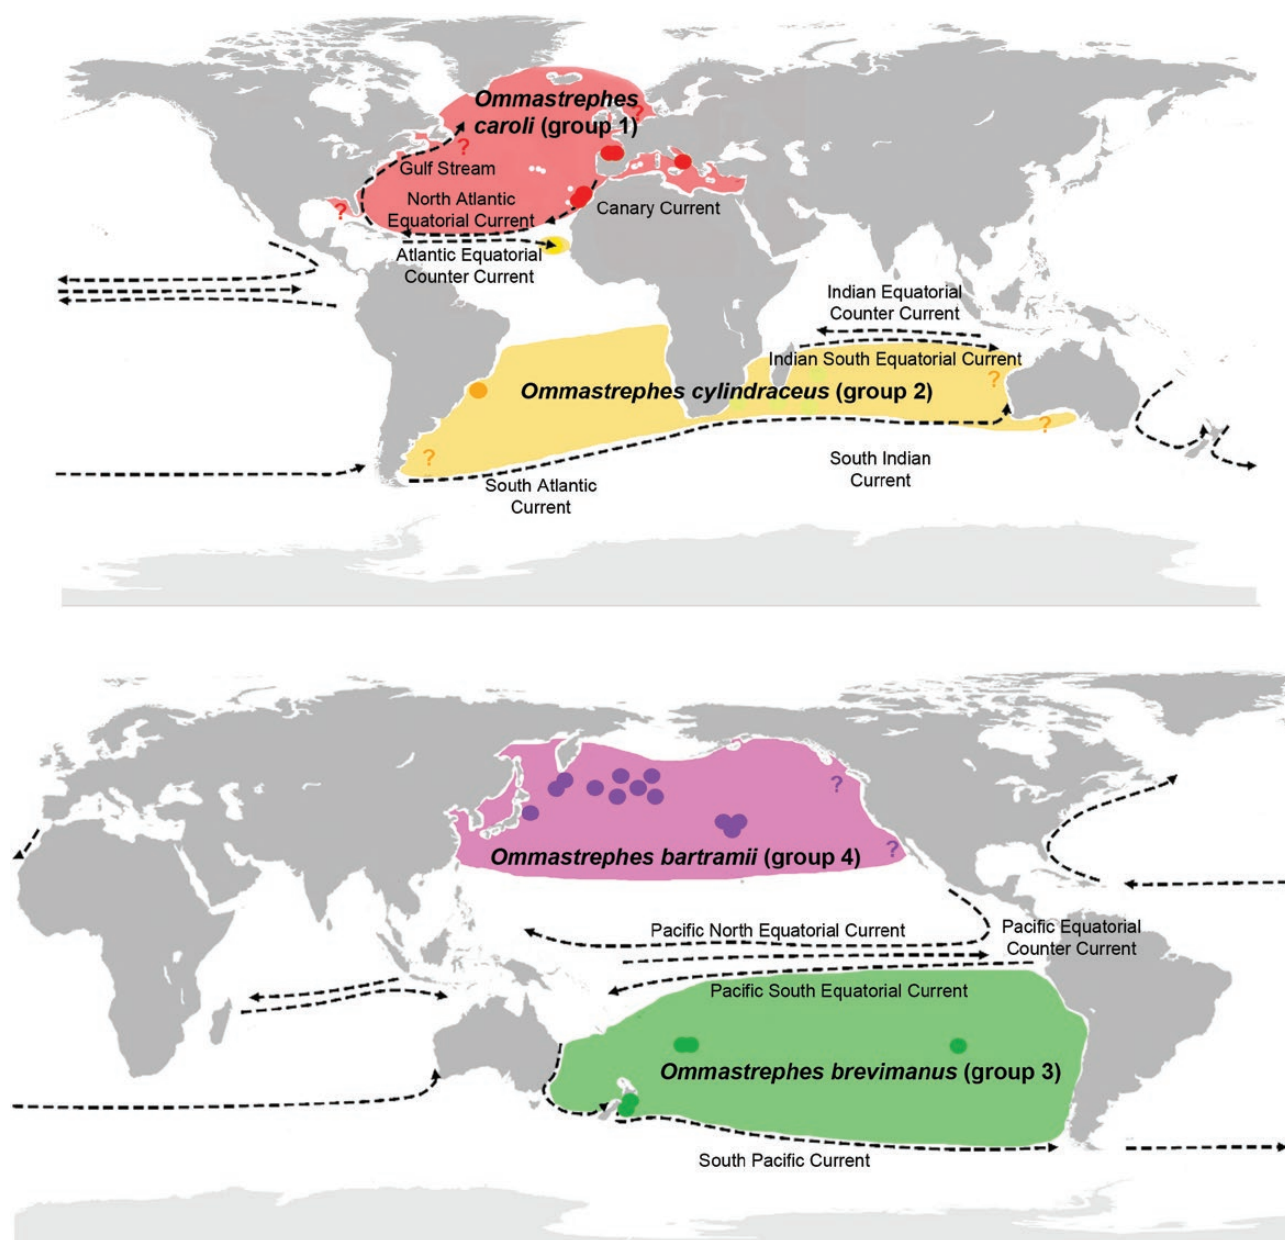 Ommastrephes
caroli (group 1)
?
?
Gulf Stream
?
North Atlantic
Equatorial Current
Canary Current
Atlantic Equatorial
Counter Current
Indian Equatorial
Counter Current
Indian South Equatorial Current
Ommastrephes cylindraceus (group 2)
?
?
?
South Indian
Current
South Atlantic
Current
?
?
Ommastrephes bartramii (group 4)
Pacific North Equatorial Current
Pacific Equatorial
Counter Current
Pacific South Equatorial Current
Ommastrephes brevimanus (group 3)
South Pacific Current